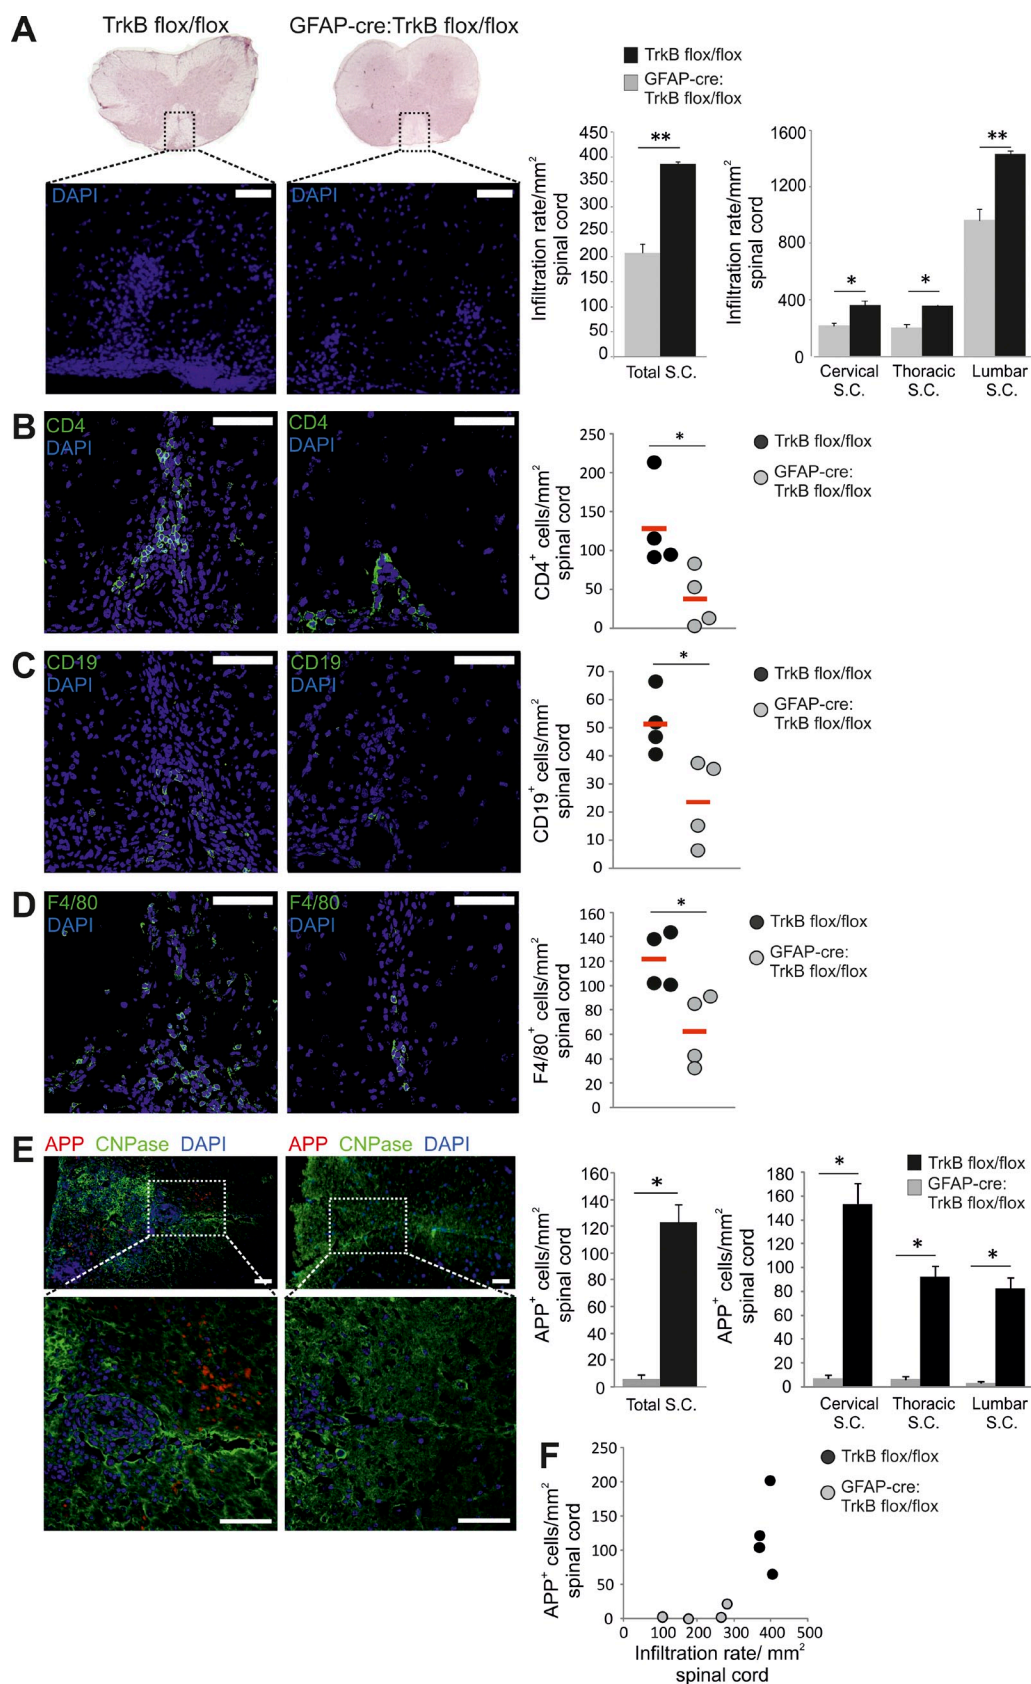 A
TrkB flox/flox
GFAP-cre:TrkB flox/flox
DAPI
DAPI
TrkB flox/flox
GFAP-cre:
TrkB flox/flox
Infiltration rate/mm²
spinal cord
450
400
350
300
250
200
150
100
50
0
**
Total S.C.
Infiltration rate/mm²
spinal cord
1600
1200
800
400
0
*
*
**
Cervical
S.C.
Thoracic
S.C.
Lumbar
S.C.
B
CD4
DAPI
CD4
DAPI
CD4⁺ cells/mm²
spinal cord
250
200
150
100
50
0
*
TrkB flox/flox
GFAP-cre:
TrkB flox/flox
C
CD19
DAPI
CD19
DAPI
CD19⁺ cells/mm²
spinal cord
70
60
50
40
30
20
10
0
*
TrkB flox/flox
GFAP-cre:
TrkB flox/flox
D
F4/80
DAPI
F4/80
DAPI
F4/80⁺ cells/mm²
spinal cord
160
140
120
100
80
60
40
20
0
*
TrkB flox/flox
GFAP-cre:
TrkB flox/flox
E
APP CNPase DAPI
APP CNPase DAPI
APP⁺ cells/mm²
spinal cord
160
140
120
100
80
60
40
20
0
*
Total S.C.
APP⁺ cells/mm²
spinal cord
180
160
140
120
100
80
60
40
20
0
*
*
*
TrkB flox/flox
GFAP-cre:
TrkB flox/flox
Cervical
S.C.
Thoracic
S.C.
Lumbar
S.C.
F
APP⁺ cells/mm²
spinal cord
250
200
150
100
50
0
0 100 200 300 400 500
Infiltration rate/ mm²
spinal cord
TrkB flox/flox
GFAP-cre:
TrkB flox/flox